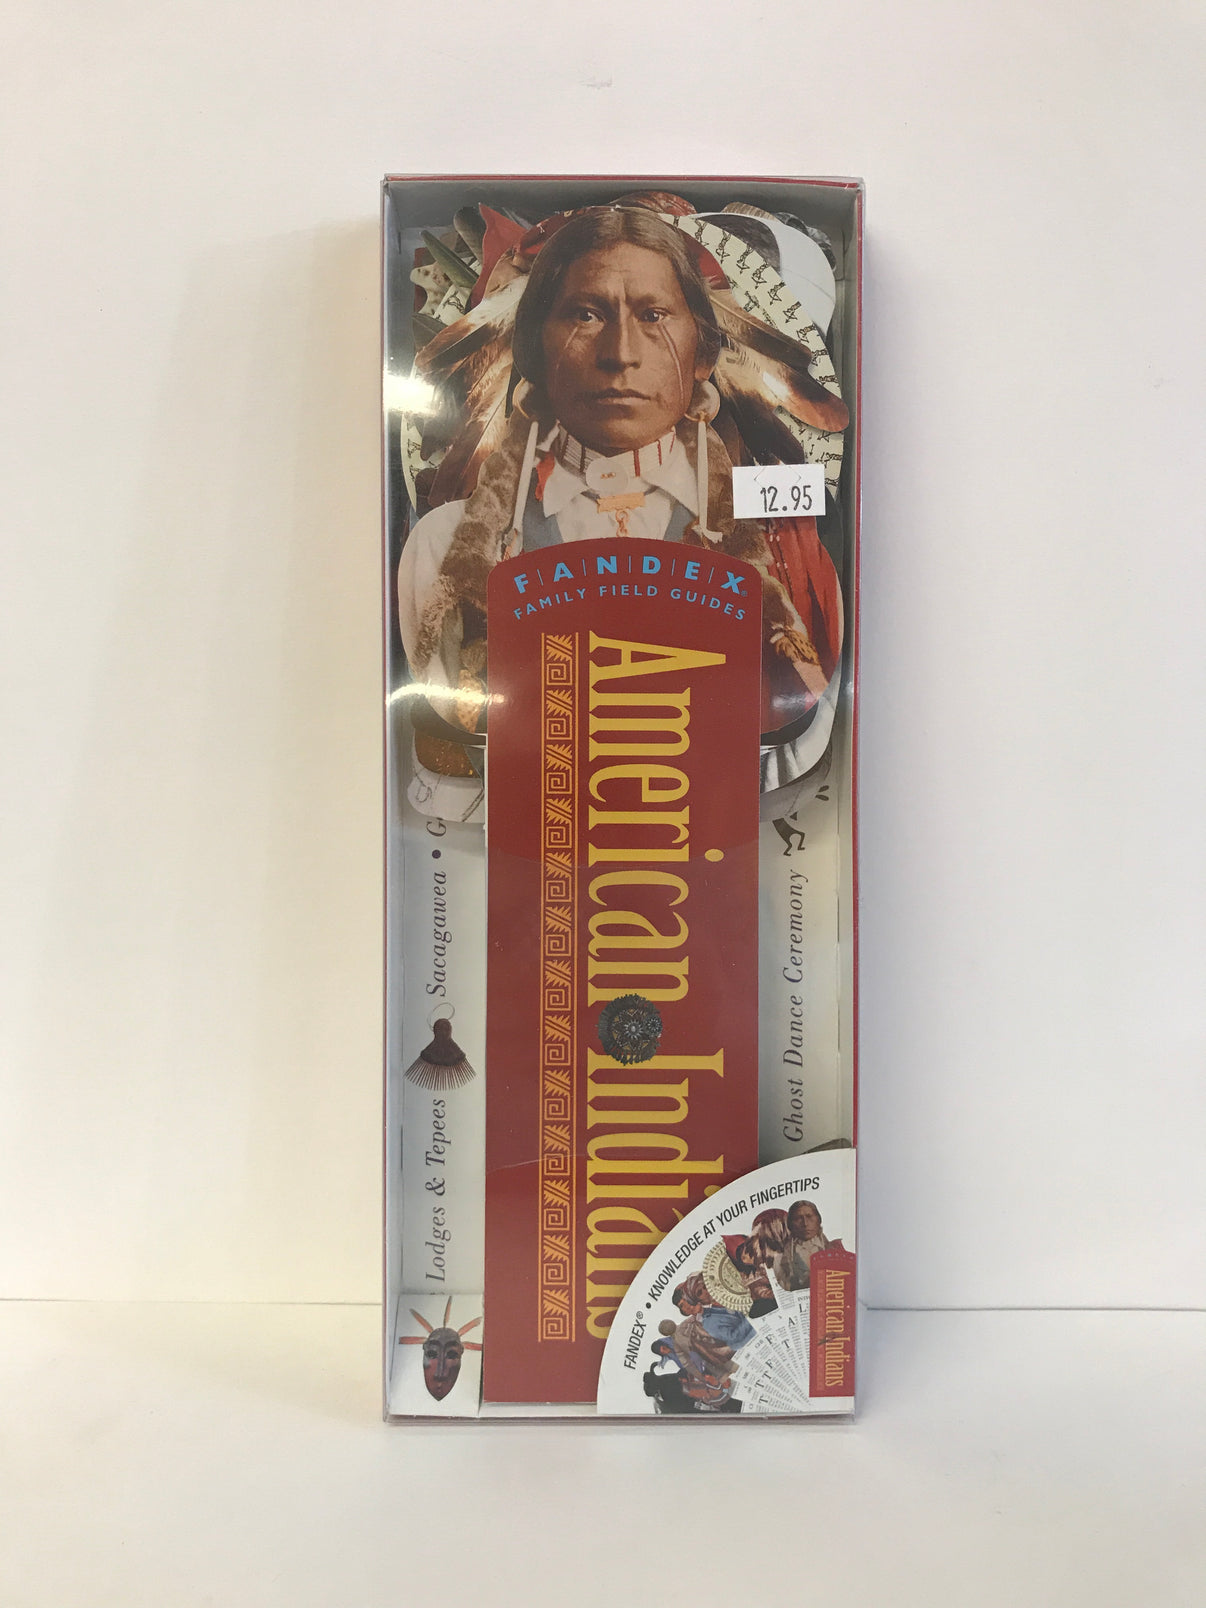 12.95
FANDEX®
FAMILY FIELD GUIDES
American Indians
Lodges & Tepees
Sacagawea • G
Ghost Dance Ceremony
FANDEX® • KNOWLEDGE AT YOUR FINGERTIPS
American Indians